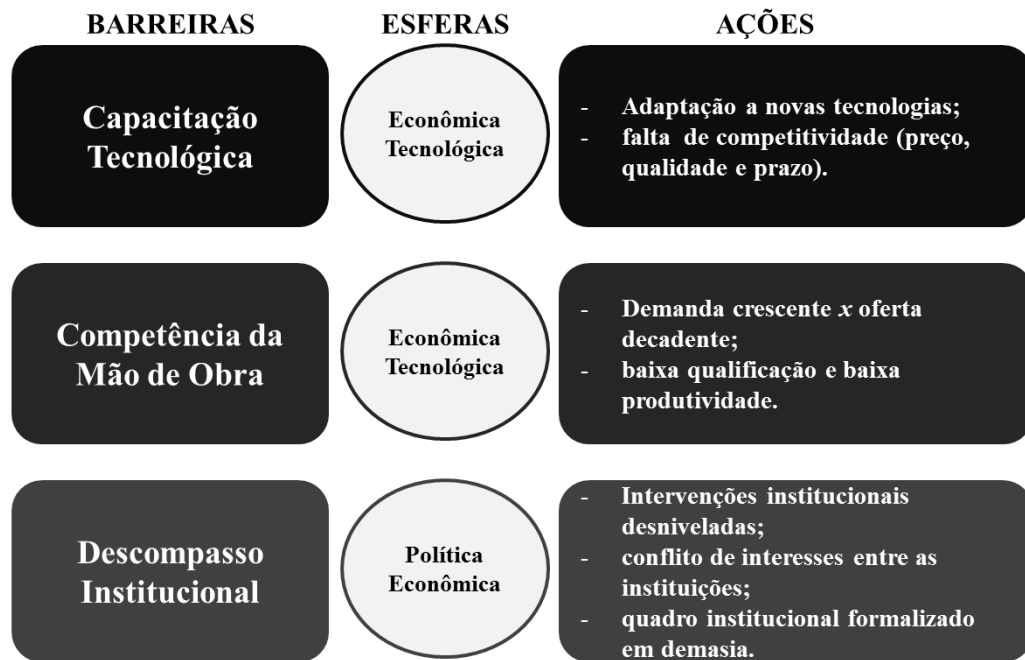 BARREIRAS ESFERAS AÇÕES
Capacitação
Tecnológica
Econômica
Tecnológica
- Adaptação a novas tecnologias;
- falta de competitividade (preço,
qualidade e prazo).
Competência da
Mão de Obra
Econômica
Tecnológica
- Demanda crescente x oferta
decadente;
- baixa qualificação e baixa
produtividade.
Descompasso
Institucional
Política
Econômica
- Intervenções institucionais
desniveladas;
- conflito de interesses entre as
instituições;
- quadro institucional formalizado
em demasia.